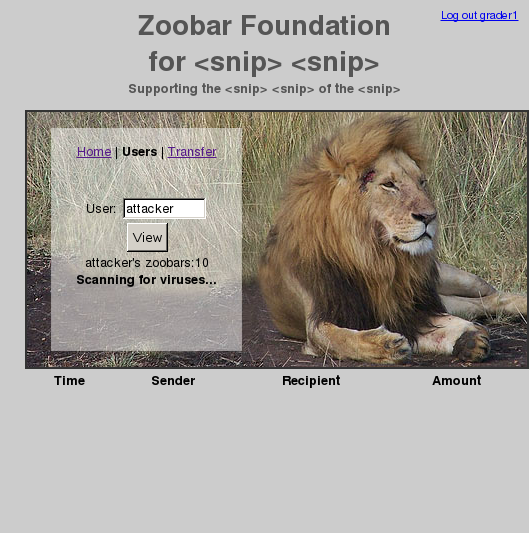 Log out grader1
Zoobar Foundation
for <snip> <snip>
Supporting the <snip> <snip> of the <snip>
Home | Users | Transfer
User: attacker
View
attacker's zoobars:10
Scanning for viruses...
Time Sender Recipient Amount